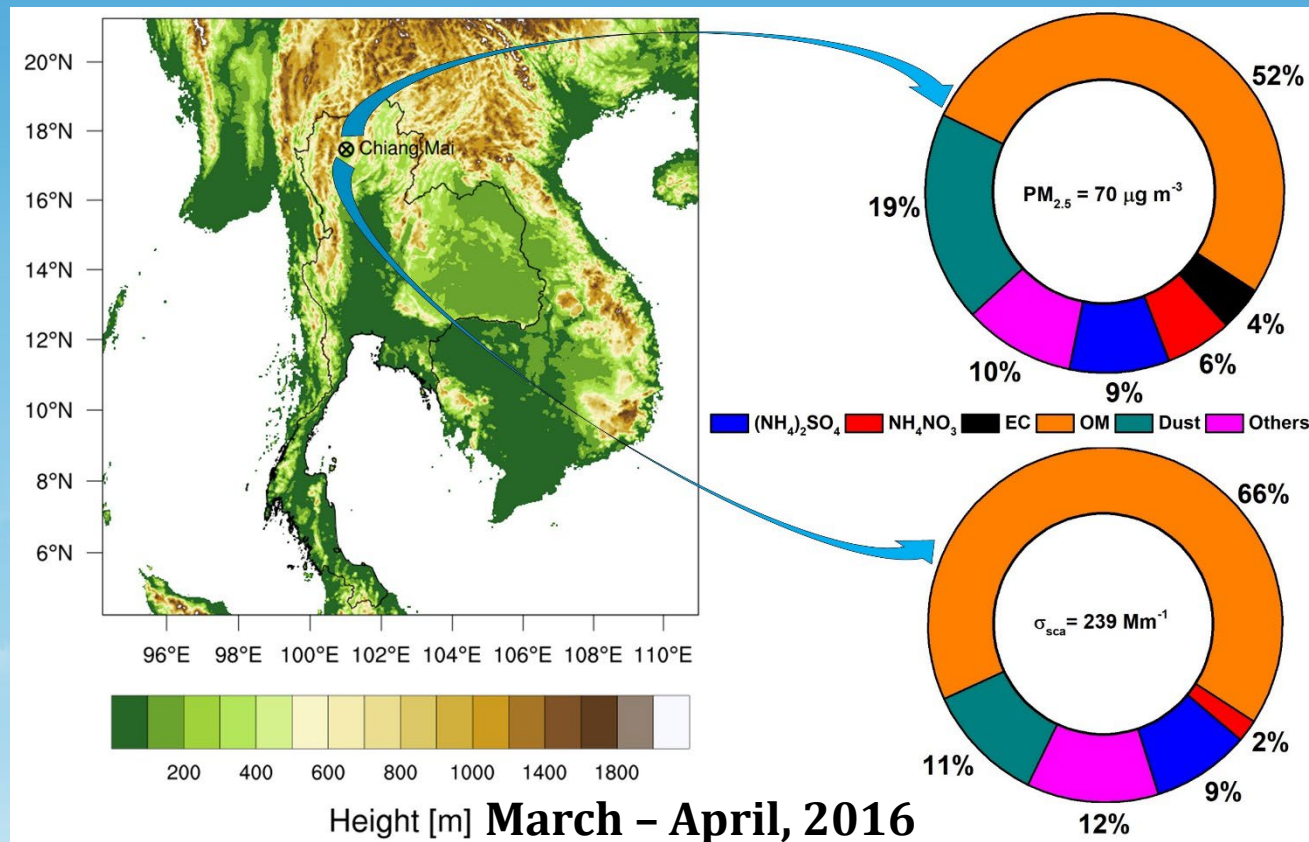 20°N
18°N
16°N
14°N
12°N
10°N
8°N
6°N
Chiang Mai
96°E 98°E 100°E 102°E 104°E 106°E 108°E 110°E
200 400 600 800 1000 1400 1800
Height [m] March – April, 2016
52%
19%
PM₂.₅ = 70 μg m⁻³
4%
6%
10%
9%
(NH₄)₂SO₄ NH₄NO₃ EC OM Dust Others
66%
σsca= 239 Mm⁻¹
2%
11%
9%
12%